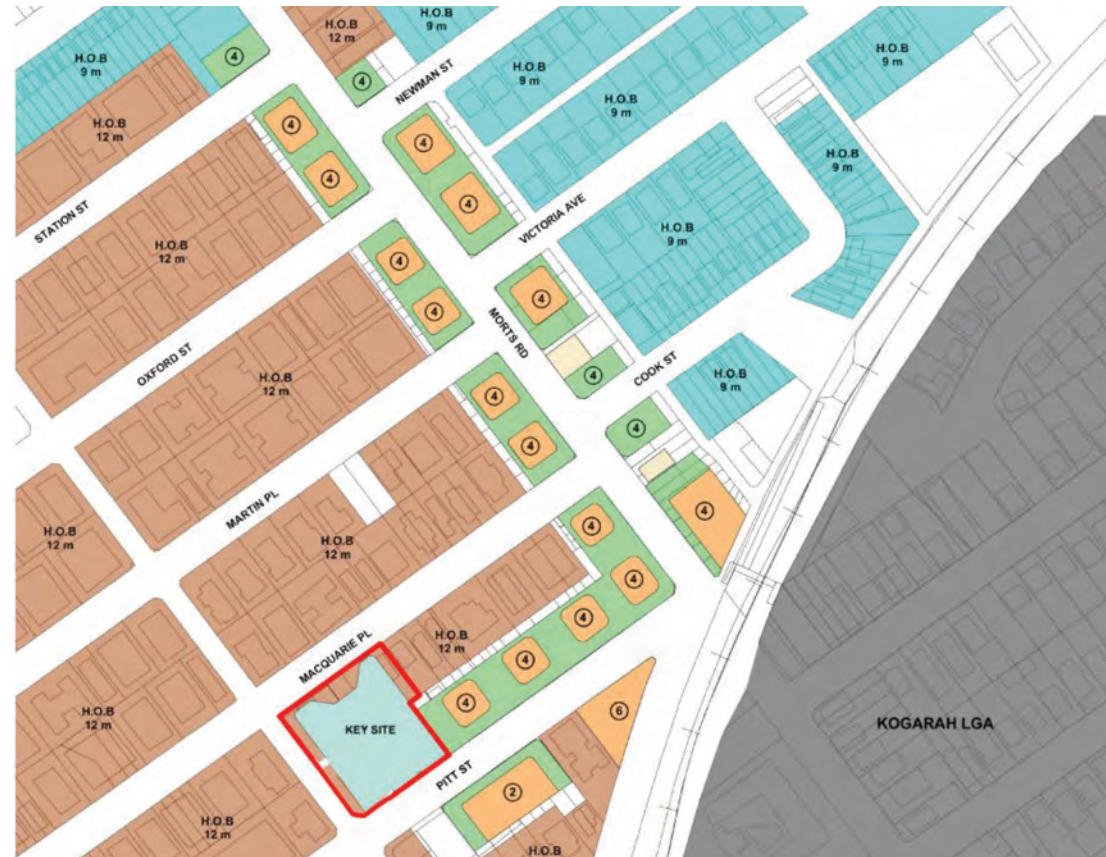 H.O.B
9 m
H.O.B
12 m
H.O.B
9 m
4
4
NEWMAN ST
H.O.B
9 m
H.O.B
9 m
H.O.B
9 m
H.O.B
12 m
4
4
4
4
H.O.B
9 m
STATION ST
H.O.B
12 m
VICTORIA AVE
H.O.B
9 m
4
4
4
MORTS RD
OXFORD ST
H.O.B
12 m
4
COOK ST
H.O.B
9 m
4
4
4
MARTIN PL
H.O.B
12 m
H.O.B
12 m
4
4
4
4
4
4
MACQUARIE PL
H.O.B
12 m
KEY SITE
H.O.B
12 m
6
KOGARAH LGA
PITT ST
2
H.O.B
12 m
H.O.B